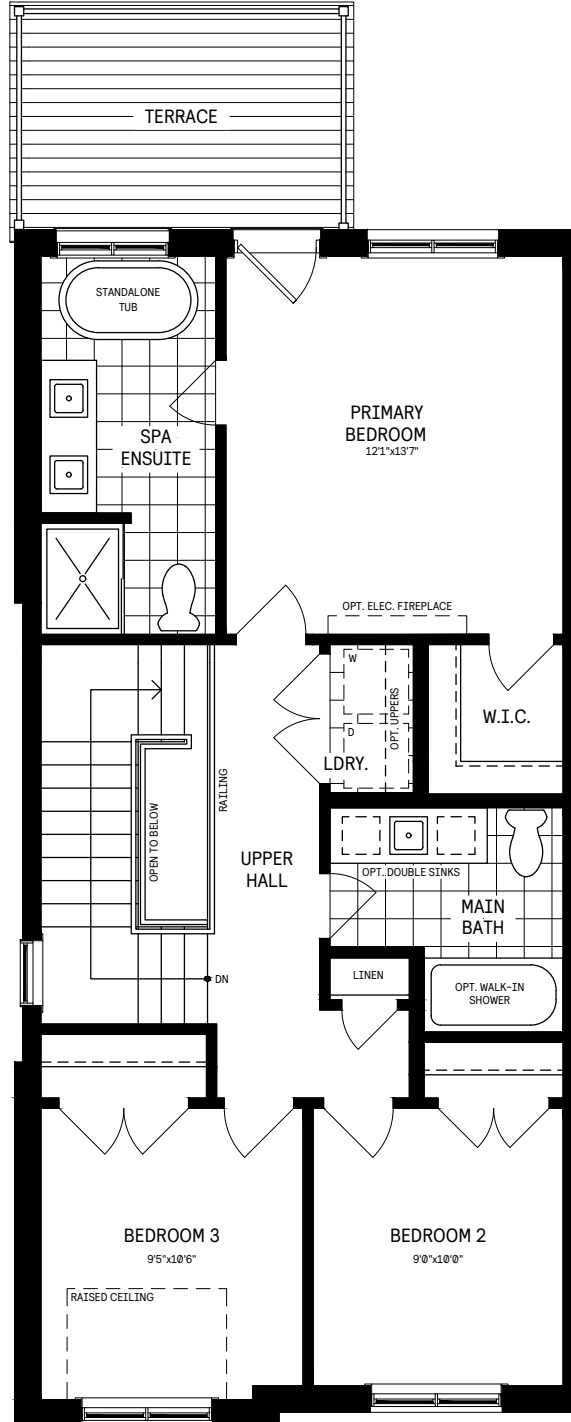 TERRACE
STANDALONE
TUB
SPA
ENSUITE
PRIMARY
BEDROOM
12'1"x13'7"
OPT. ELEC. FIREPLACE
W
D
OPT. UPPERS
LDRY.
W.I.C.
RAILING
OPEN TO BELOW
UPPER
HALL
OPT. DOUBLE SINKS
MAIN
BATH
DN
LINEN
OPT. WALK-IN
SHOWER
BEDROOM 3
9'5"x10'6"
RAISED CEILING
BEDROOM 2
9'0"x10'0"